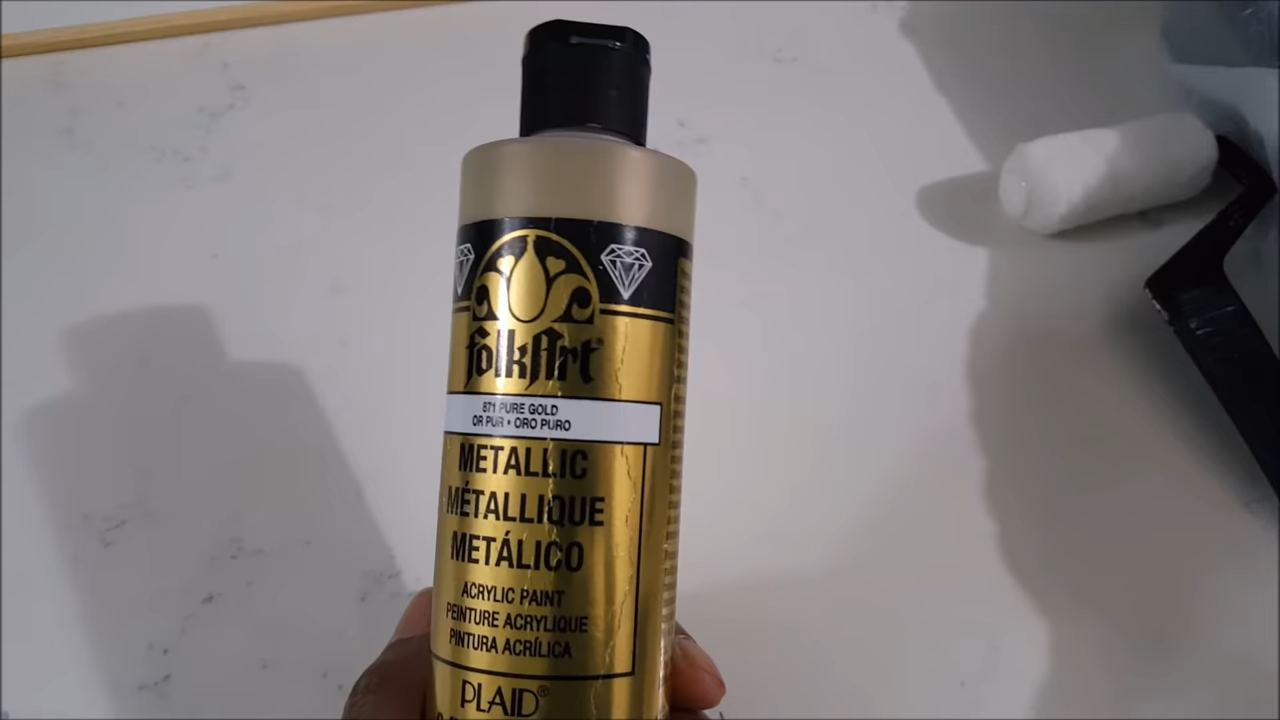 folkArt®
871 PURE GOLD
OR PUR • ORO PURO
METALLIC
MÉTALLIQUE
METÁLICO
ACRYLIC PAINT
PEINTURE ACRYLIQUE
PINTURA ACRÍLICA
PLAID®